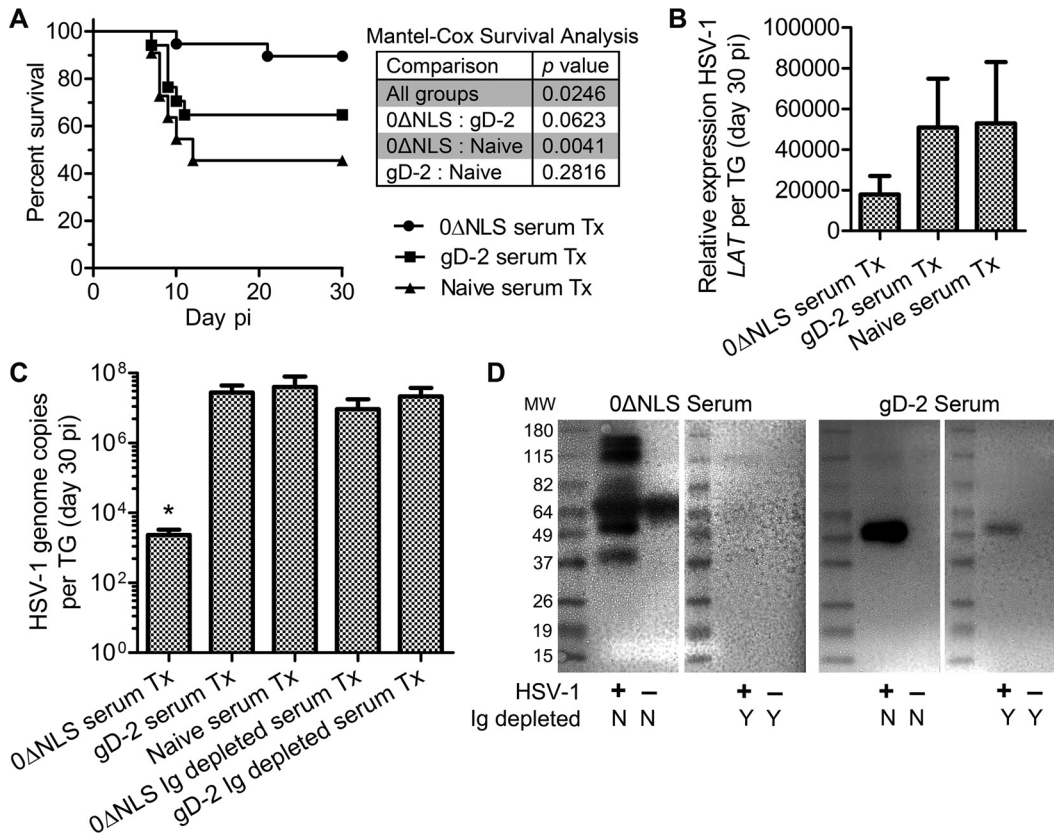 A
Percent survival
100
80
60
40
20
0
0
10
20
30
Day pi
Mantel-Cox Survival Analysis
Comparison p value
All groups 0.0246
0ΔNLS : gD-2 0.0623
0ΔNLS : Naive 0.0041
gD-2 : Naive 0.2816
0ΔNLS serum Tx
gD-2 serum Tx
Naive serum Tx
B
Relative expression HSV-1
LAT per TG (day 30 pi)
100000
80000
60000
40000
20000
0
0ΔNLS serum Tx
gD-2 serum Tx
Naive serum Tx
C
HSV-1 genome copies
per TG (day 30 pi)
10⁸
10⁶
10⁴
10²
10⁰
*
0ΔNLS serum Tx
gD-2 serum Tx
Naive serum Tx
0ΔNLS Ig depleted serum Tx
gD-2 Ig depleted serum Tx
D
MW 0ΔNLS Serum gD-2 Serum
180
115
82
64
49
37
26
19
15
HSV-1 + – + – + – + –
Ig depleted N N Y Y N N Y Y